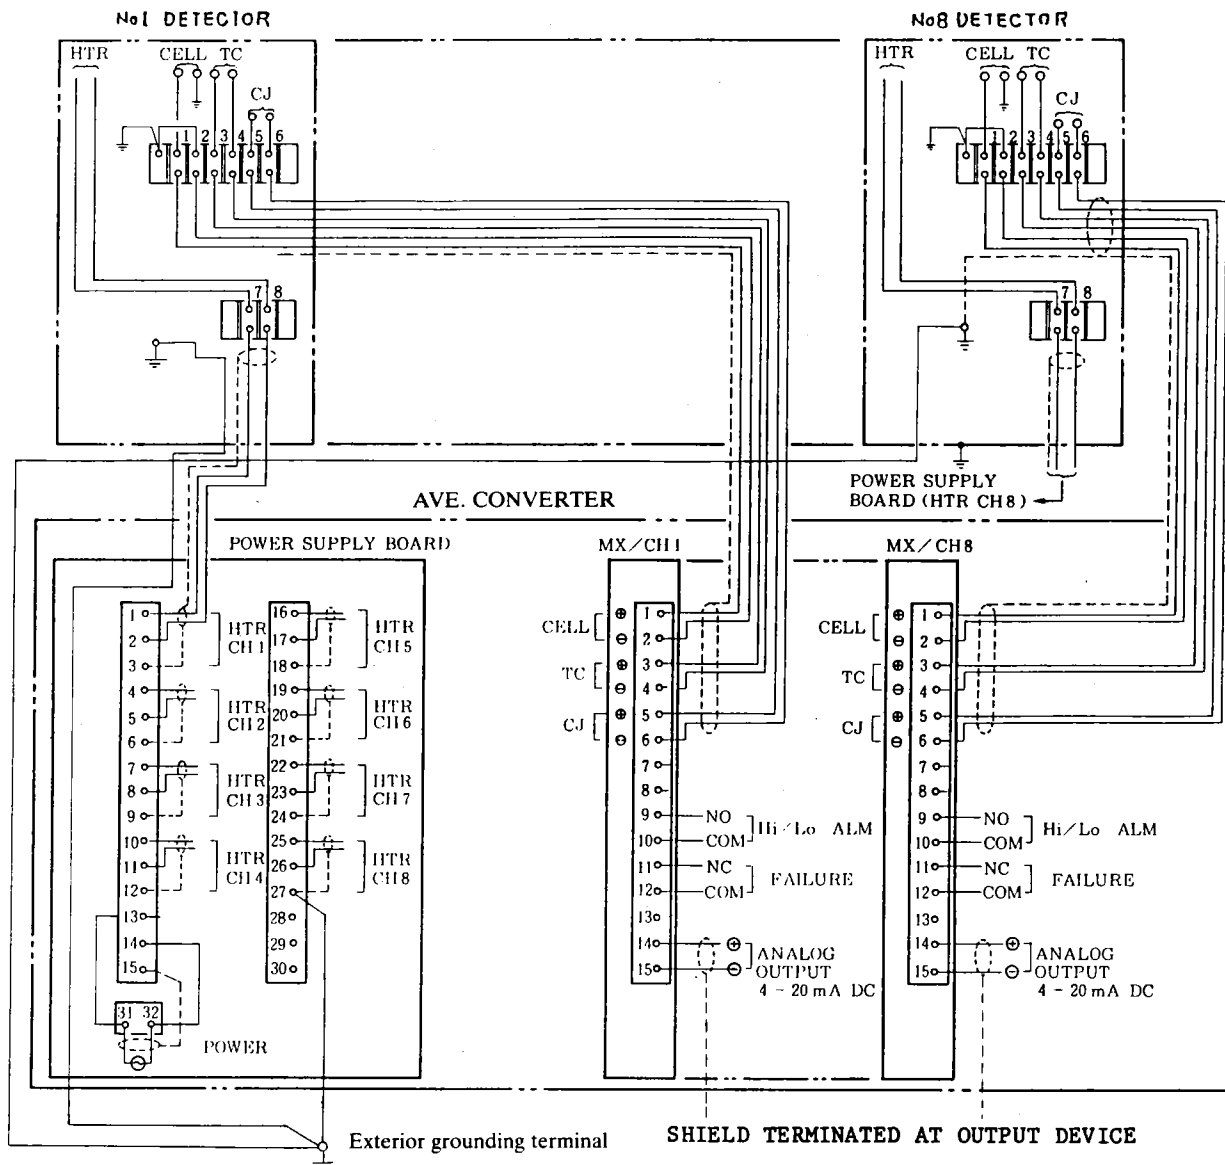 No1 DETECTOR
No8 DETECTOR
HTR CELL TC
CJ
1 2 3 4 5 6
7 8
HTR CELL TC
CJ
1 2 3 4 5 6
7 8
POWER SUPPLY
BOARD (HTR CH8)
AVE. CONVERTER
POWER SUPPLY BOARD
MX/CH1
MX/CH8
1
2
3
HTR
CH1
4
5
6
HTR
CH2
7
8
9
HTR
CH3
10
11
12
HTR
CH4
13
14
15
31 32
POWER
16
17
18
HTR
CH5
19
20
21
HTR
CH6
22
23
24
HTR
CH7
25
26
27
HTR
CH8
28
29
30
CELL ⊕ 1
⊖ 2
TC ⊕ 3
⊖ 4
CJ ⊕ 5
⊖ 6
7
8
9 NO
10 COM
Hi/Lo ALM
11 NC
12 COM
FAILURE
13
14 ⊕
15 ⊖
ANALOG
OUTPUT
4 - 20 mA DC
CELL ⊕ 1
⊖ 2
TC ⊕ 3
⊖ 4
CJ ⊕ 5
⊖ 6
7
8
9 NO
10 COM
Hi/Lo ALM
11 NC
12 COM
FAILURE
13
14 ⊕
15 ⊖
ANALOG
OUTPUT
4 - 20 mA DC
Exterior grounding terminal
SHIELD TERMINATED AT OUTPUT DEVICE